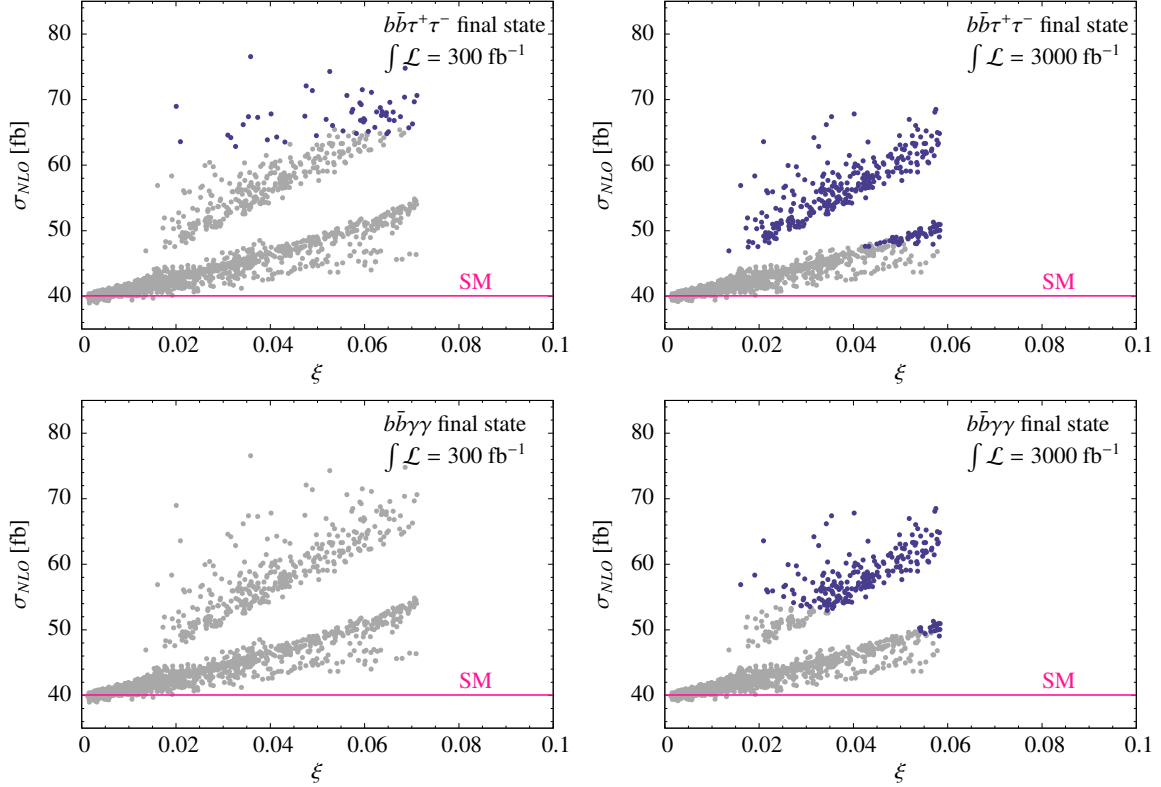 85
80
70
60
50
40
σ_NLO [fb]
bb̄τ⁺τ⁻ final state
∫ ℒ = 300 fb⁻¹
SM
0 0.02 0.04 0.06 0.08 0.1
ξ
80
70
60
50
40
σ_NLO [fb]
bb̄τ⁺τ⁻ final state
∫ ℒ = 3000 fb⁻¹
SM
0 0.02 0.04 0.06 0.08 0.1
ξ
80
70
60
50
40
σ_NLO [fb]
bb̄γγ final state
∫ ℒ = 300 fb⁻¹
SM
0 0.02 0.04 0.06 0.08 0.1
ξ
80
70
60
50
40
σ_NLO [fb]
bb̄γγ final state
∫ ℒ = 3000 fb⁻¹
SM
0 0.02 0.04 0.06 0.08 0.1
ξ